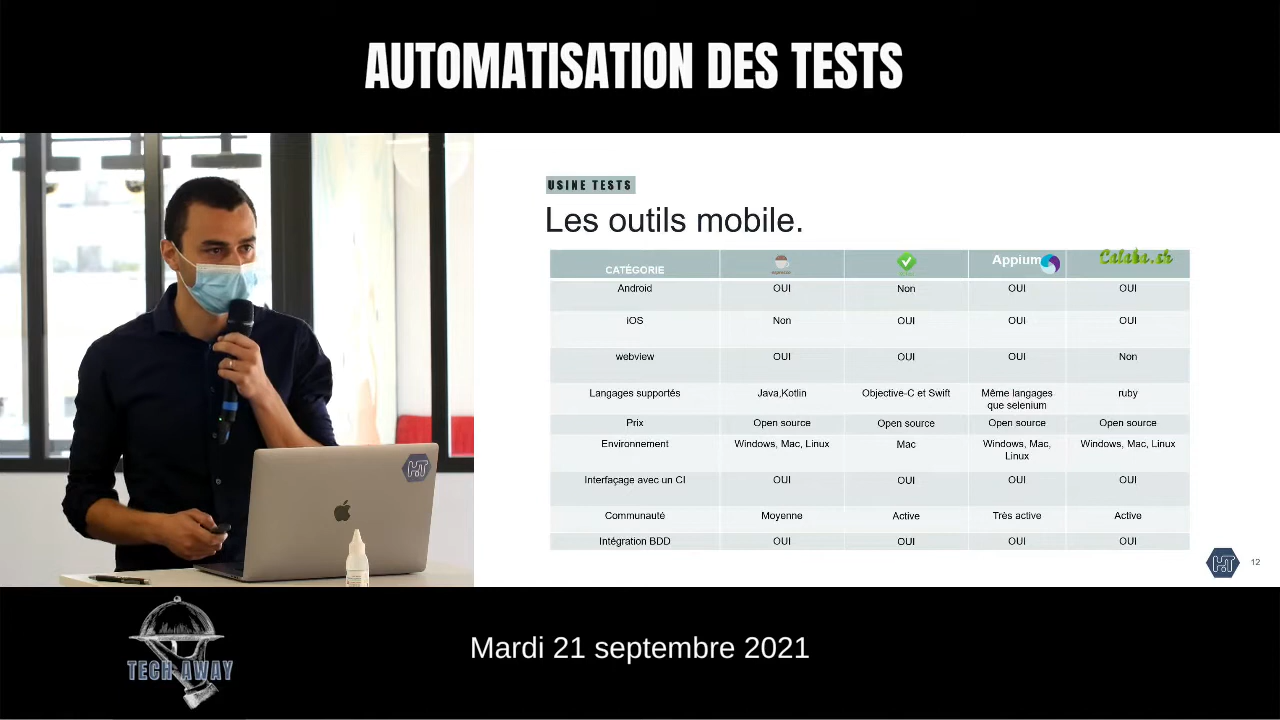 AUTOMATISATION DES TESTS
USINE TESTS
Les outils mobile.
CATÉGORIE Appium Calaba.sh
Android OUI Non OUI OUI
iOS Non OUI OUI OUI
webview OUI OUI OUI Non
Langages supportés Java,Kotlin Objective-C et Swift Même langages ruby
que selenium
Prix Open source Open source Open source Open source
Environnement Windows, Mac, Linux Mac Windows, Mac, Windows, Mac, Linux
Linux
Interfaçage avec un CI OUI OUI OUI OUI
Communauté Moyenne Active Très active Active
Intégration BDD OUI OUI OUI OUI
HT 12
HT
TECH AWAY
Mardi 21 septembre 2021